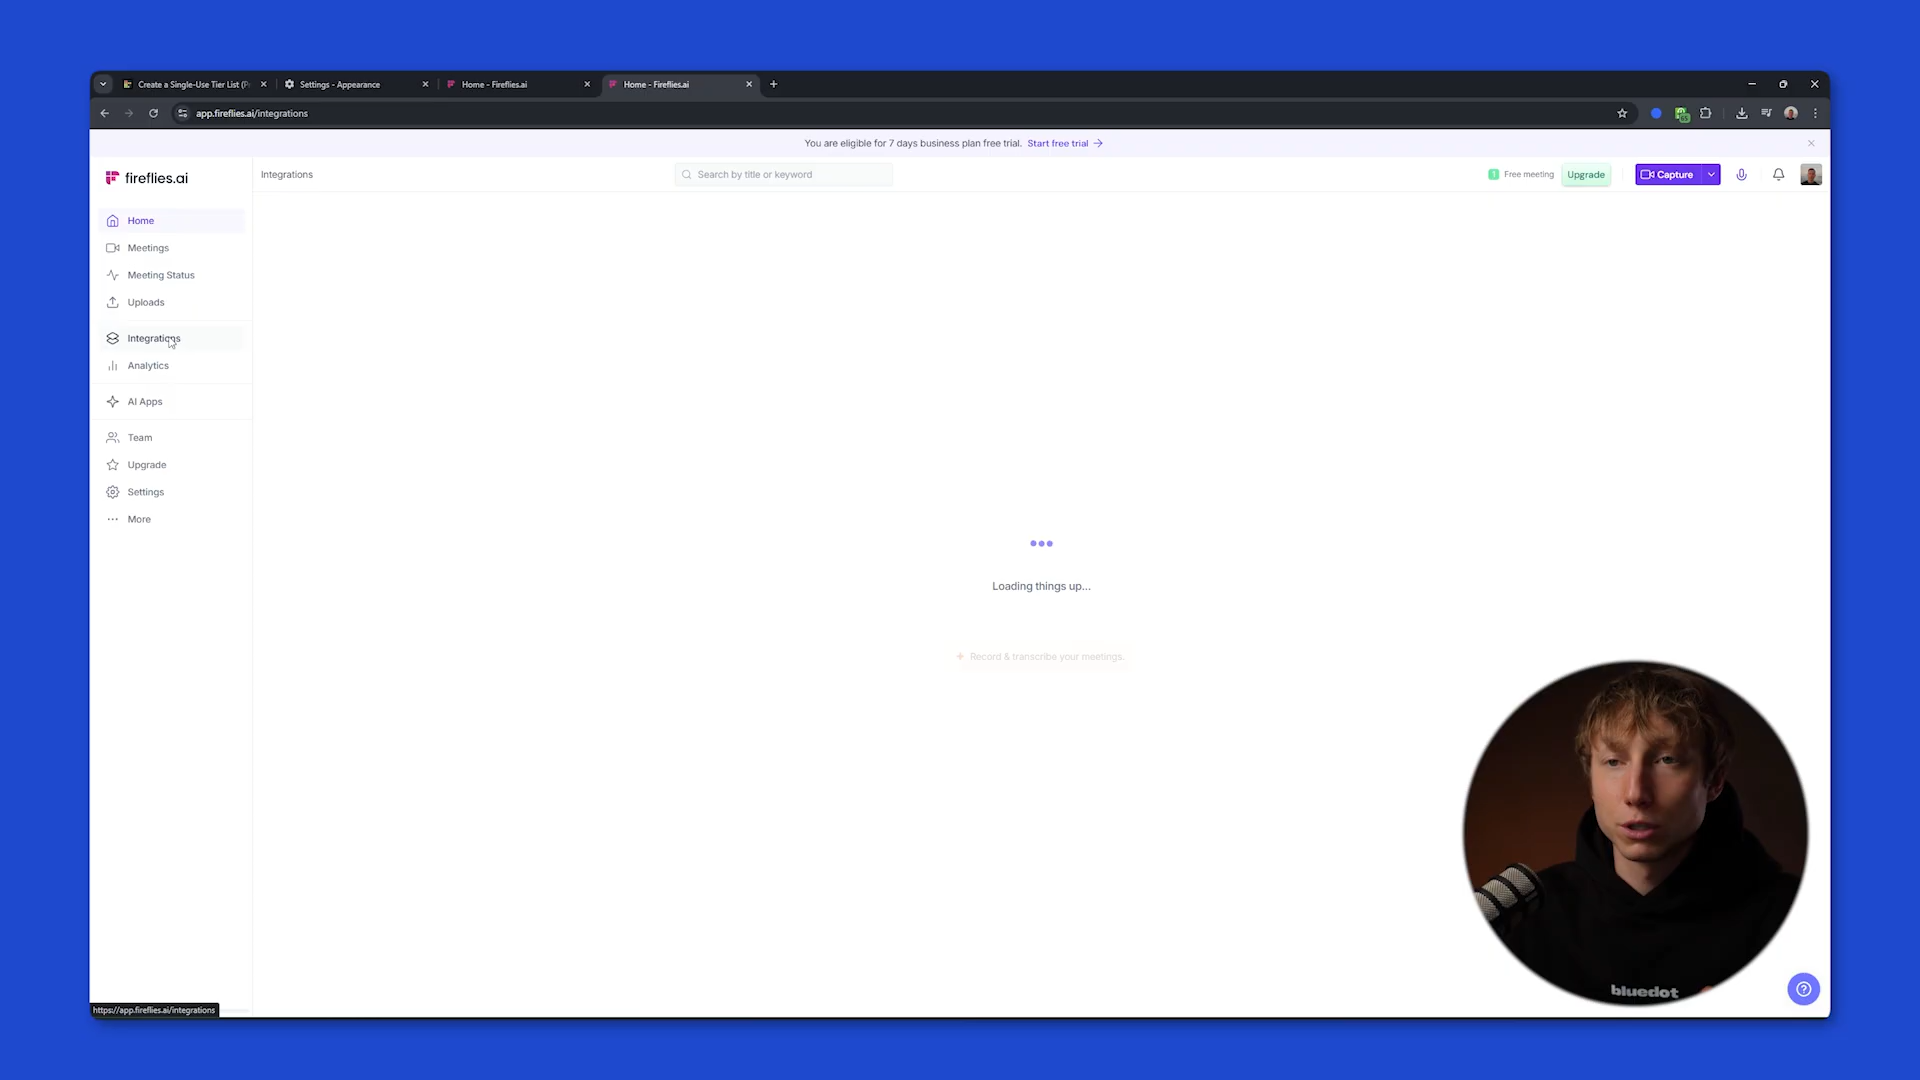 Create a Single-Use Tier List (P
Settings - Appearance
Home - Fireflies.ai
Home - Fireflies.ai
app.fireflies.ai/integrations
65
You are eligible for 7 days business plan free trial. Start free trial
fireflies.ai
Integrations
Search by title or keyword
1 Free meeting
Upgrade
Capture
Home
Meetings
Meeting Status
Uploads
Integrations
Analytics
AI Apps
Team
Upgrade
Settings
More
Loading things up...
Record & transcribe your meetings.
bluedot
https://app.fireflies.ai/integrations